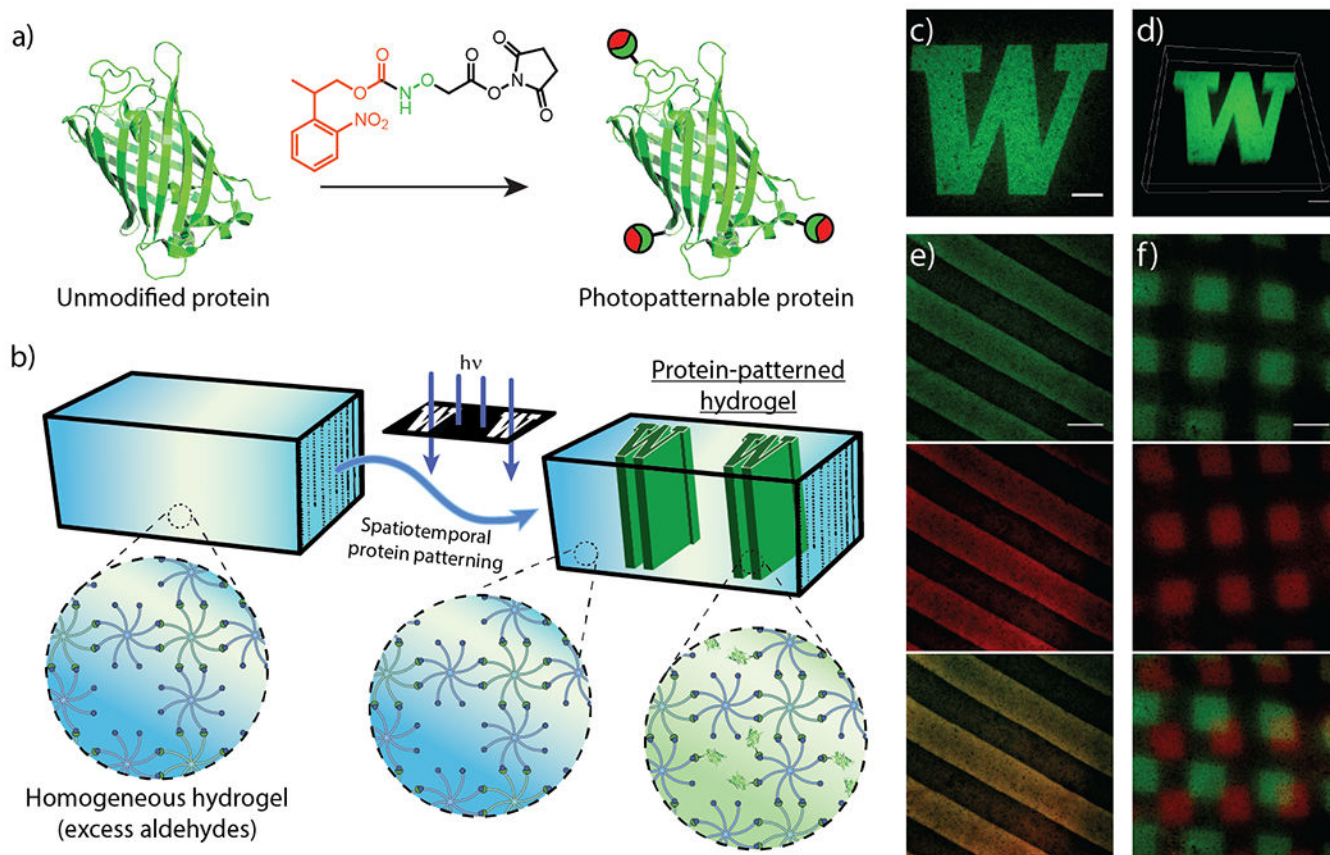 a)
O
O
N
H
O
O
O
N
O
O
NO2
Unmodified protein
Photopatternable protein
b)
hν
W
W
Spatiotemporal
protein patterning
Protein-patterned
hydrogel
W
W
Homogeneous hydrogel
(excess aldehydes)
c)
W
d)
W
e)
f)